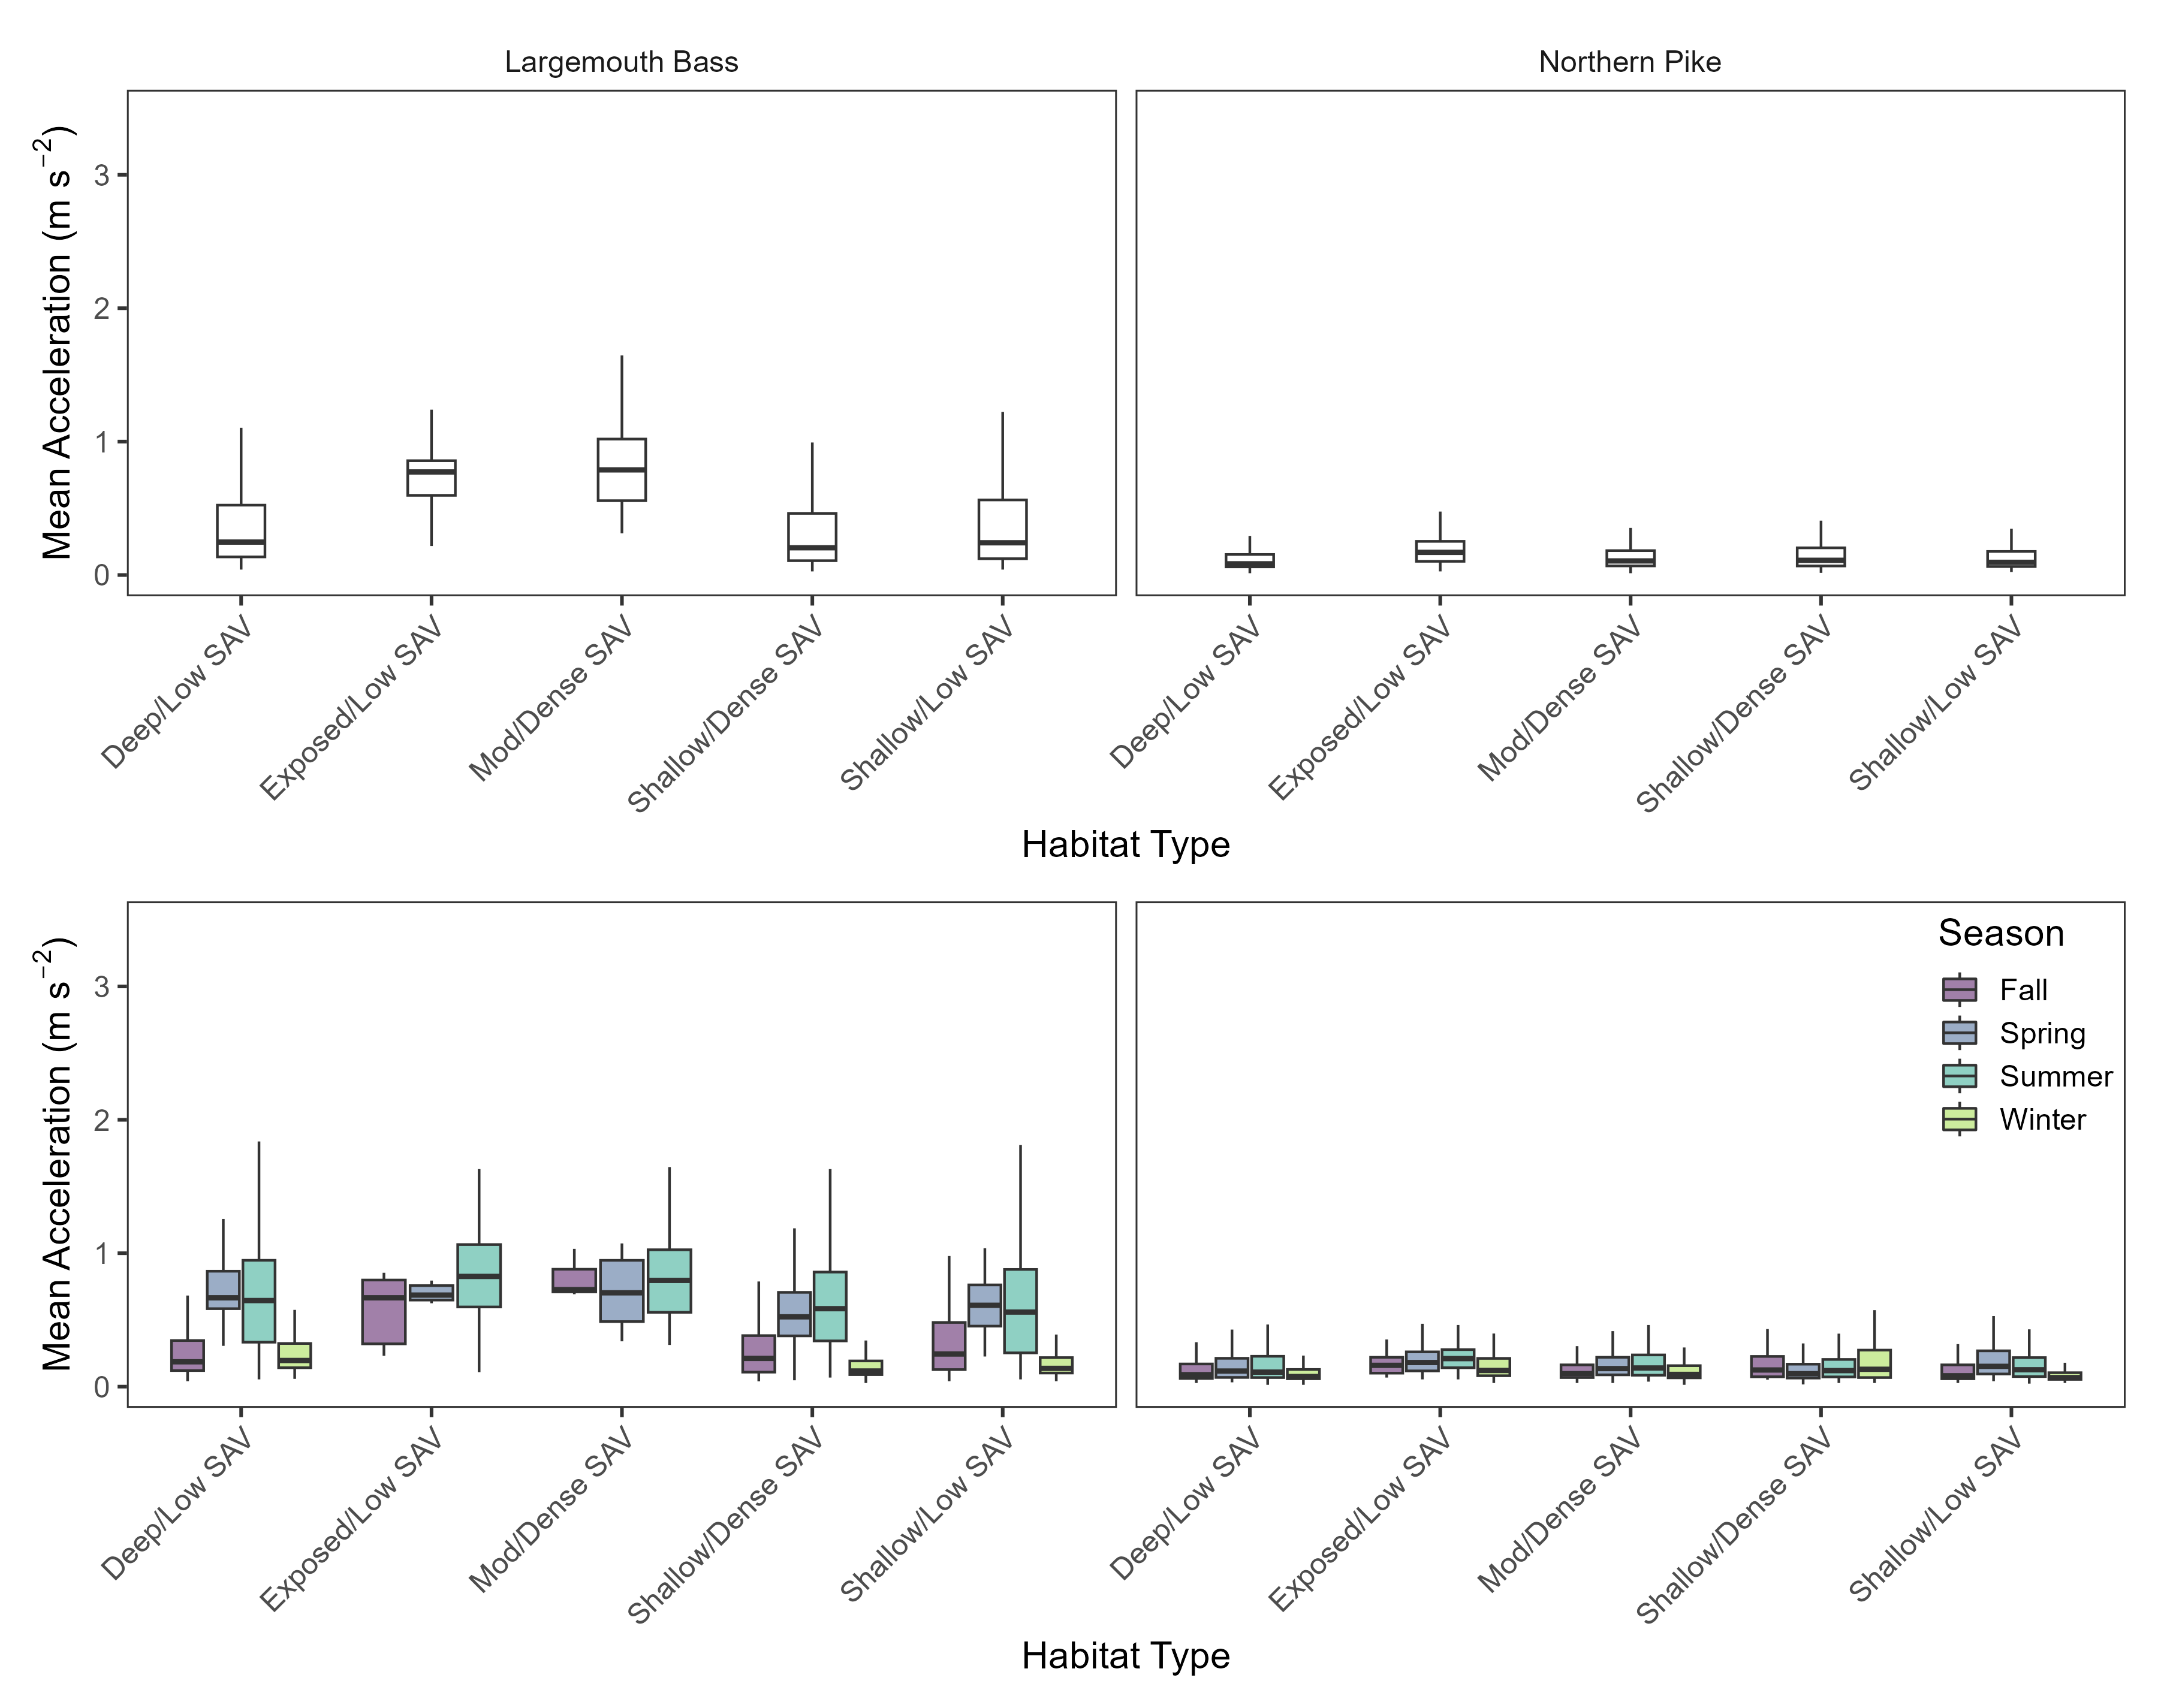 Largemouth Bass
Northern Pike
Mean Acceleration (m s⁻²)
3
2
1
0
Deep/Low SAV
Exposed/Low SAV
Mod/Dense SAV
Shallow/Dense SAV
Shallow/Low SAV
Deep/Low SAV
Exposed/Low SAV
Mod/Dense SAV
Shallow/Dense SAV
Shallow/Low SAV
Habitat Type
Mean Acceleration (m s⁻²)
3
2
1
0
Season
Fall
Spring
Summer
Winter
Deep/Low SAV
Exposed/Low SAV
Mod/Dense SAV
Shallow/Dense SAV
Shallow/Low SAV
Deep/Low SAV
Exposed/Low SAV
Mod/Dense SAV
Shallow/Dense SAV
Shallow/Low SAV
Habitat Type